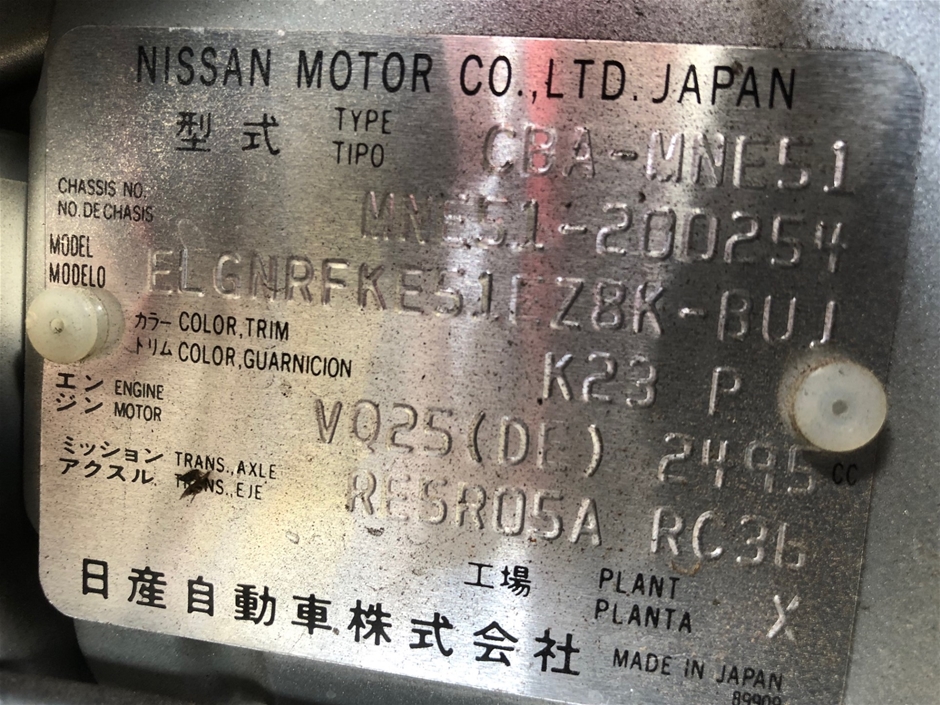 NISSAN MOTOR CO.,LTD. JAPAN
型式 TYPE TIPO CBA-MNE51
CHASSIS NO. NO. DE CHASIS MNE51-200254
MODEL MODELO ELGNRFKE51EZ8K-BUJ
カラー COLOR,TRIM
トリム COLOR,GUARNICION K23 P
エンジン ENGINE MOTOR VQ25(DE) 2495 CC
ミッション TRANS.,AXLE
アクスル TRANS.,EJE RE5R05A RC36
工場 PLANT PLANTA X
日産自動車株式会社 MADE IN JAPAN
89909